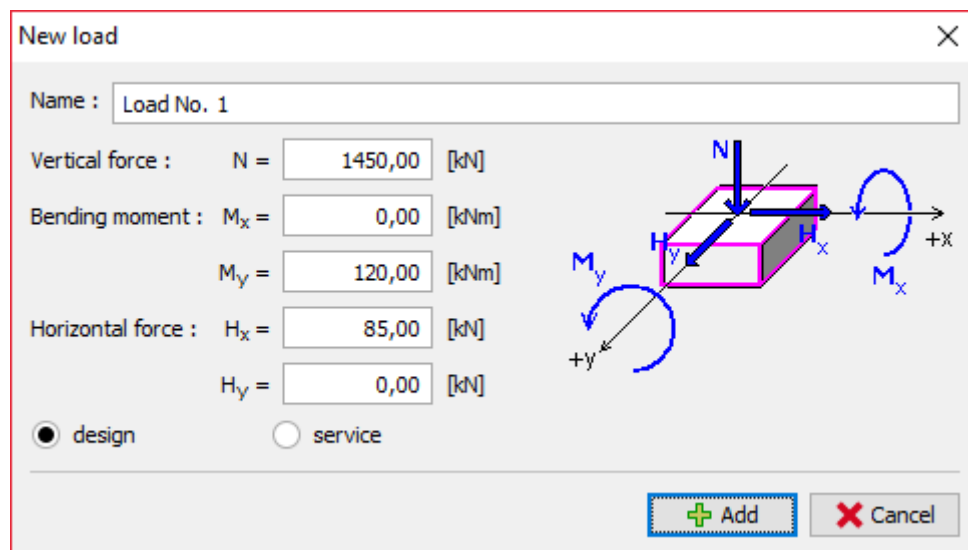 New load
Name : Load No. 1
Vertical force : N = 1450,00 [kN]
Bending moment : Mx = 0,00 [kNm]
My = 120,00 [kNm]
Horizontal force : Hx = 85,00 [kN]
Hy = 0,00 [kN]
design service
N
Hy
Hx
+x
My
Mx
+y
Add Cancel